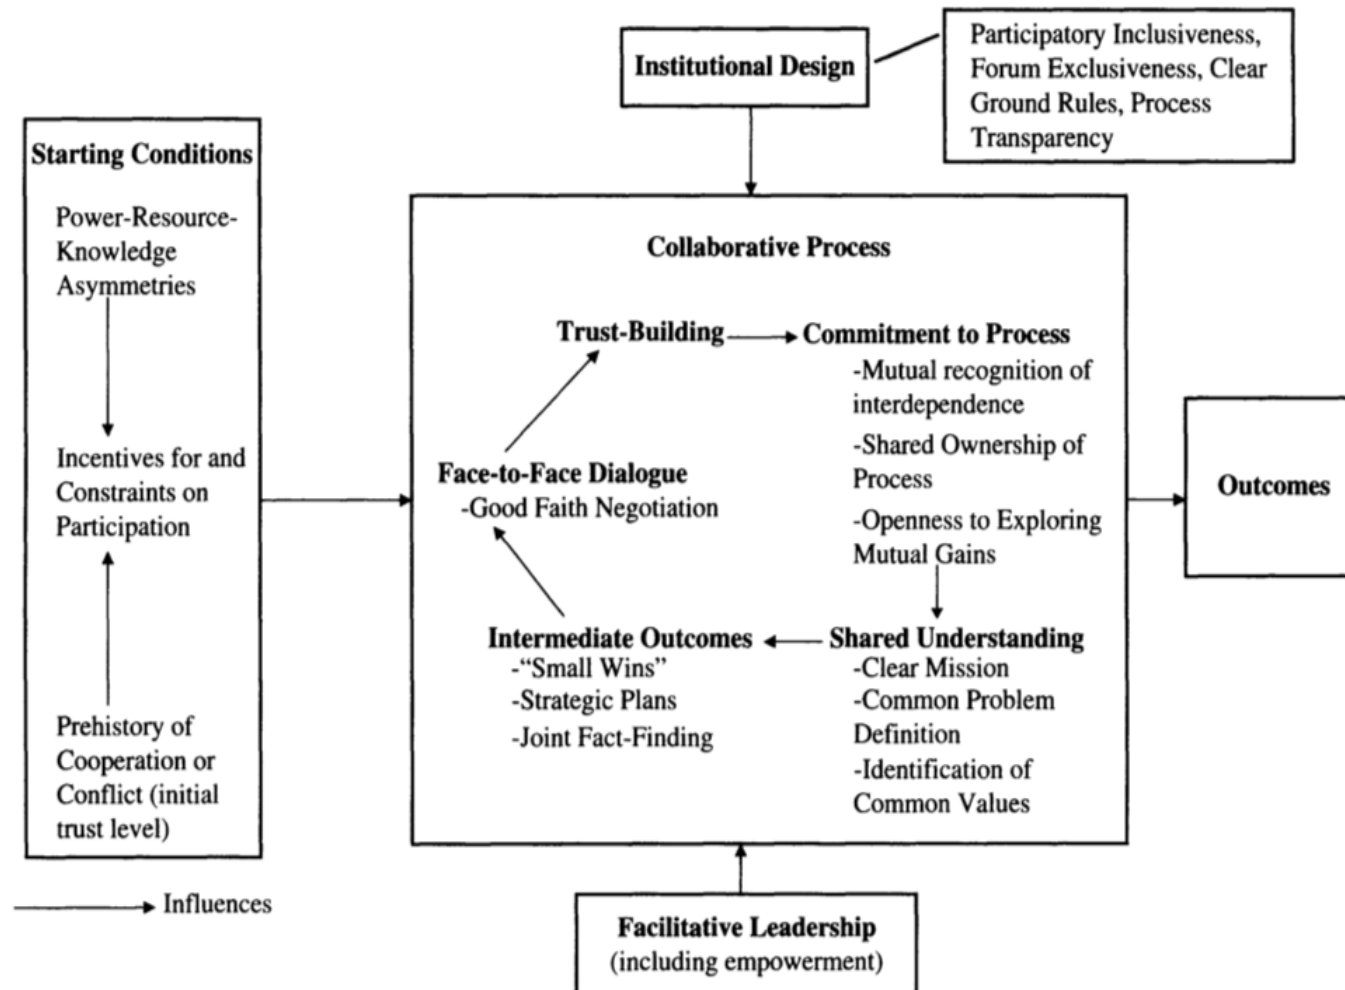 Institutional Design
Participatory Inclusiveness,
Forum Exclusiveness, Clear
Ground Rules, Process
Transparency
Starting Conditions
Power-Resource-
Knowledge
Asymmetries
Incentives for and
Constraints on
Participation
Prehistory of
Cooperation or
Conflict (initial
trust level)
Influences
Collaborative Process
Trust-Building
Commitment to Process
-Mutual recognition of
interdependence
-Shared Ownership of
Process
-Openness to Exploring
Mutual Gains
Face-to-Face Dialogue
-Good Faith Negotiation
Intermediate Outcomes
-“Small Wins”
-Strategic Plans
-Joint Fact-Finding
Shared Understanding
-Clear Mission
-Common Problem
Definition
-Identification of
Common Values
Outcomes
Facilitative Leadership
(including empowerment)